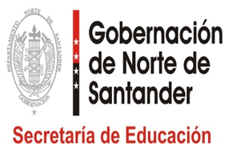 Gobernación
de Norte de
Santander
Secretaría de Educación